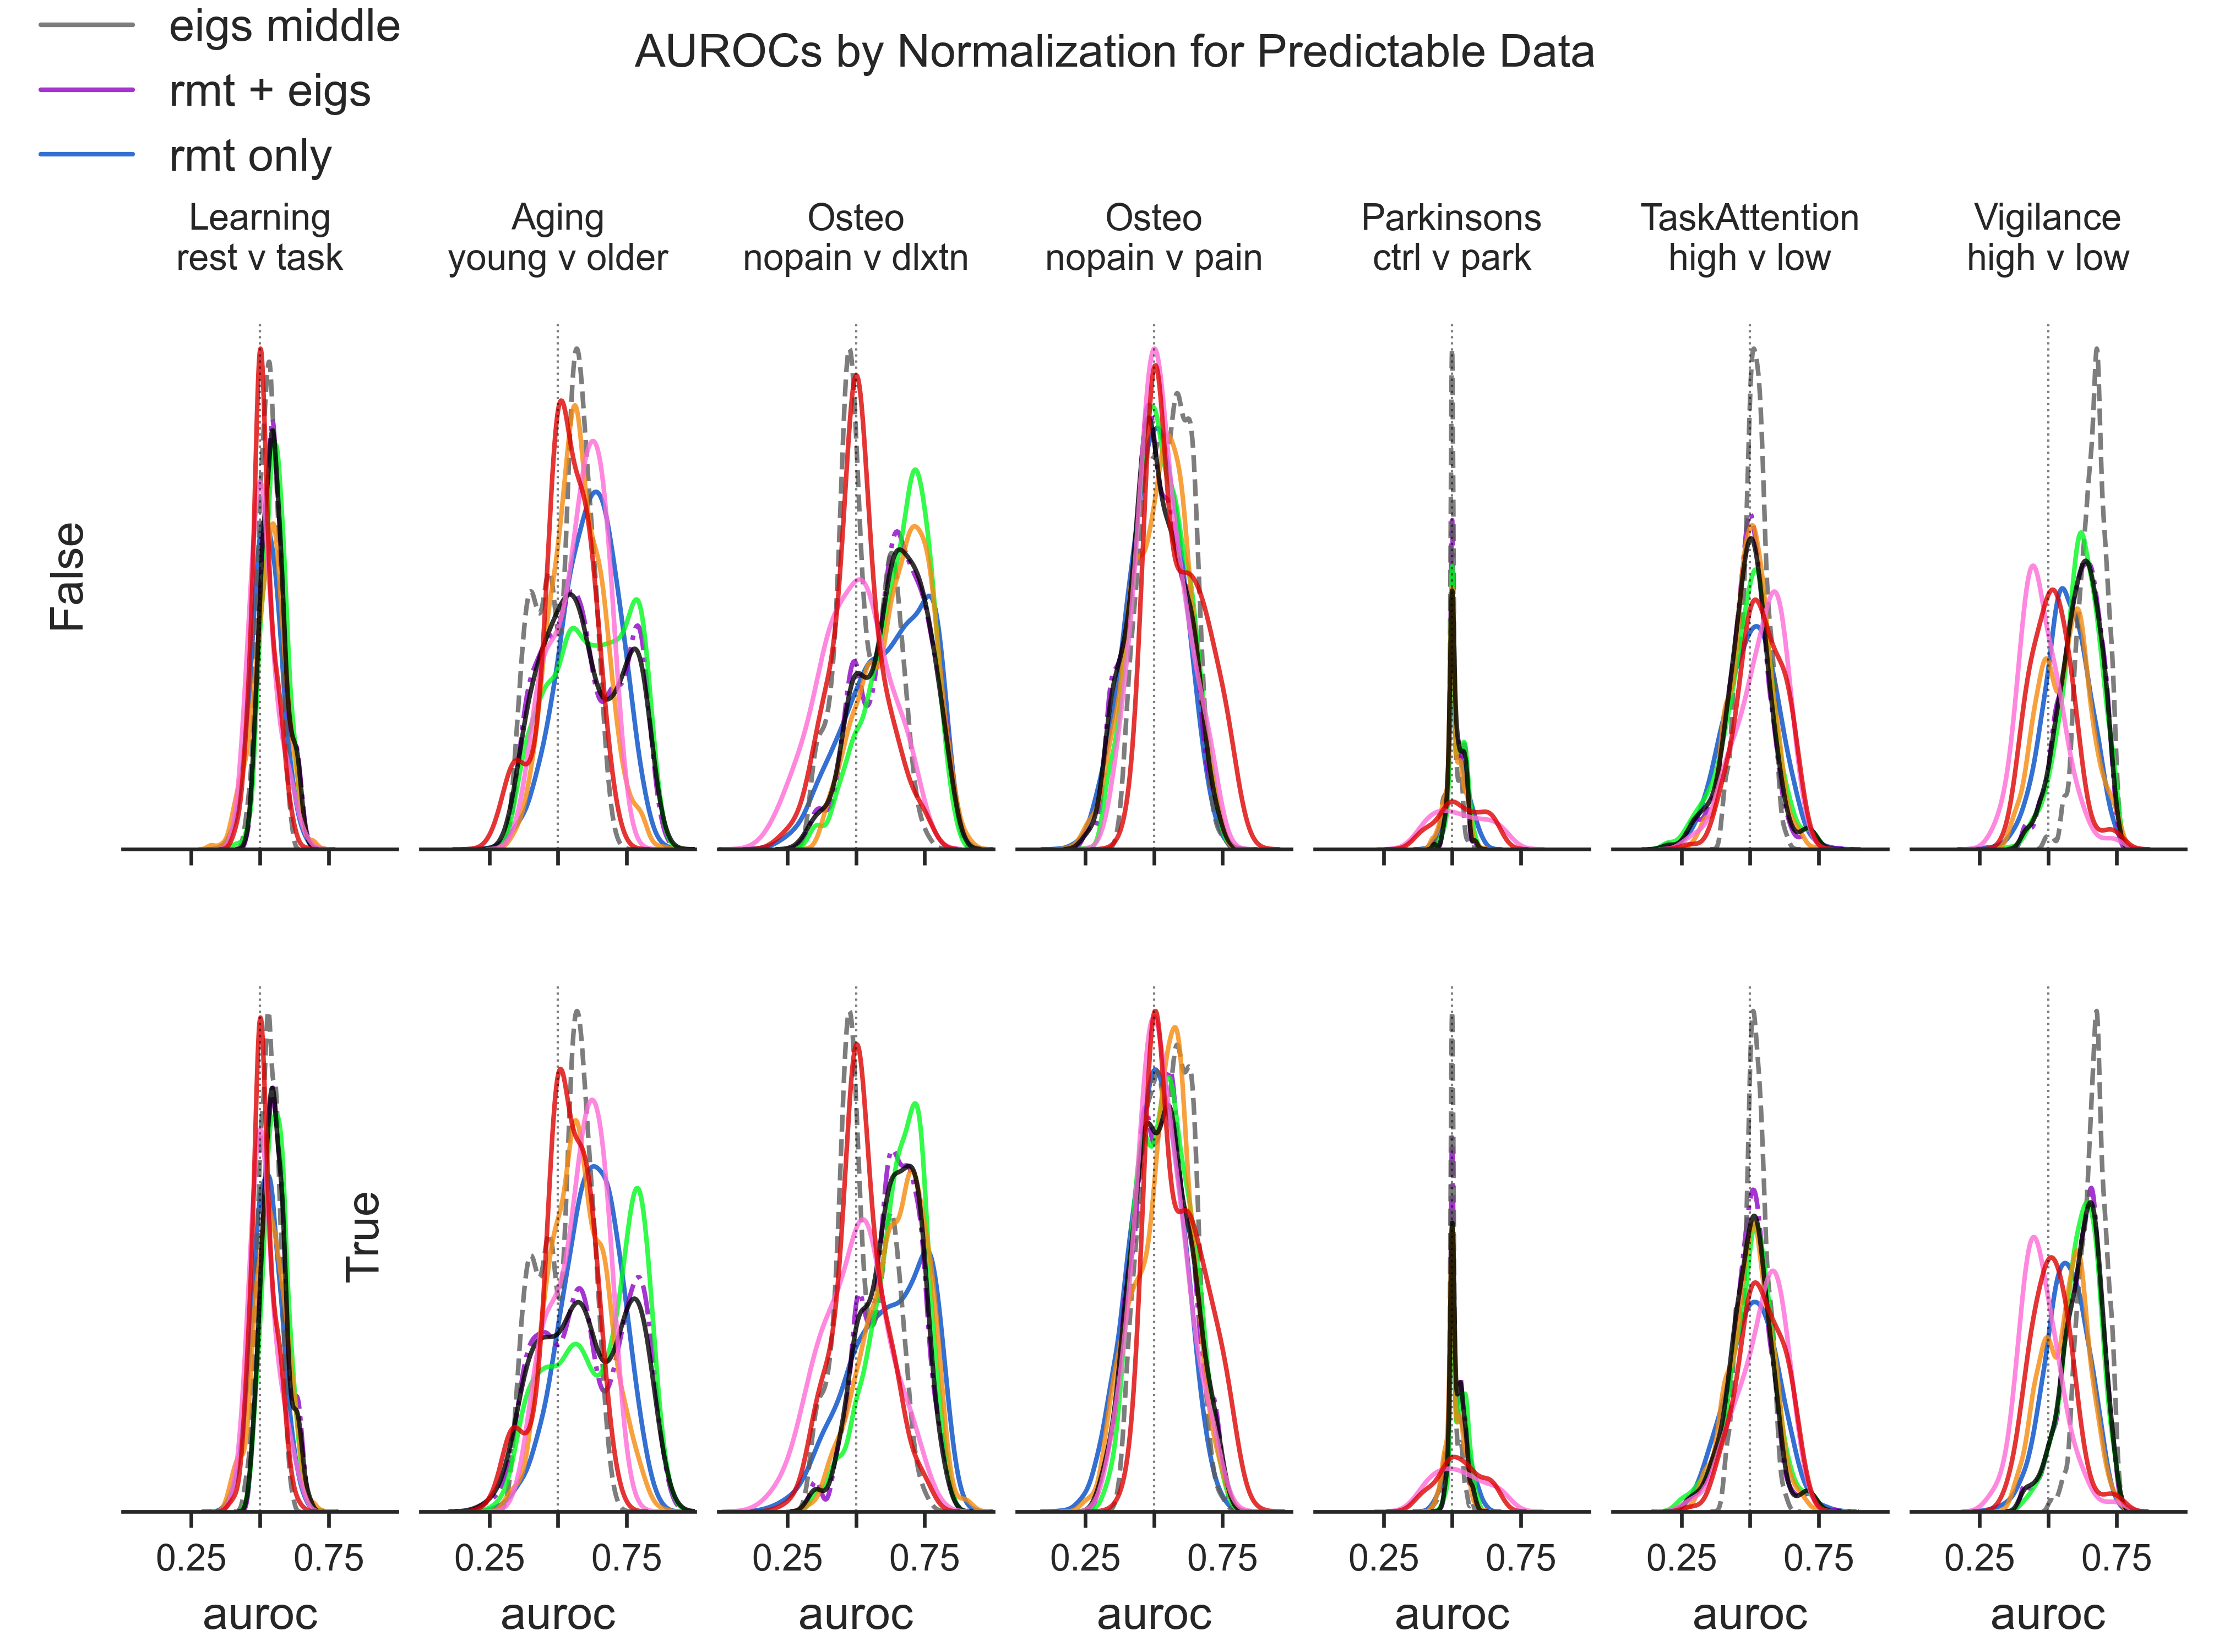 eigs middle
rmt + eigs
rmt only
AUROCs by Normalization for Predictable Data
Learning
rest v task
Aging
young v older
Osteo
nopain v dlxtn
Osteo
nopain v pain
Parkinsons
ctrl v park
TaskAttention
high v low
Vigilance
high v low
False
True
0.25 0.75
0.25 0.75
0.25 0.75
0.25 0.75
0.25 0.75
0.25 0.75
0.25 0.75
auroc
auroc
auroc
auroc
auroc
auroc
auroc